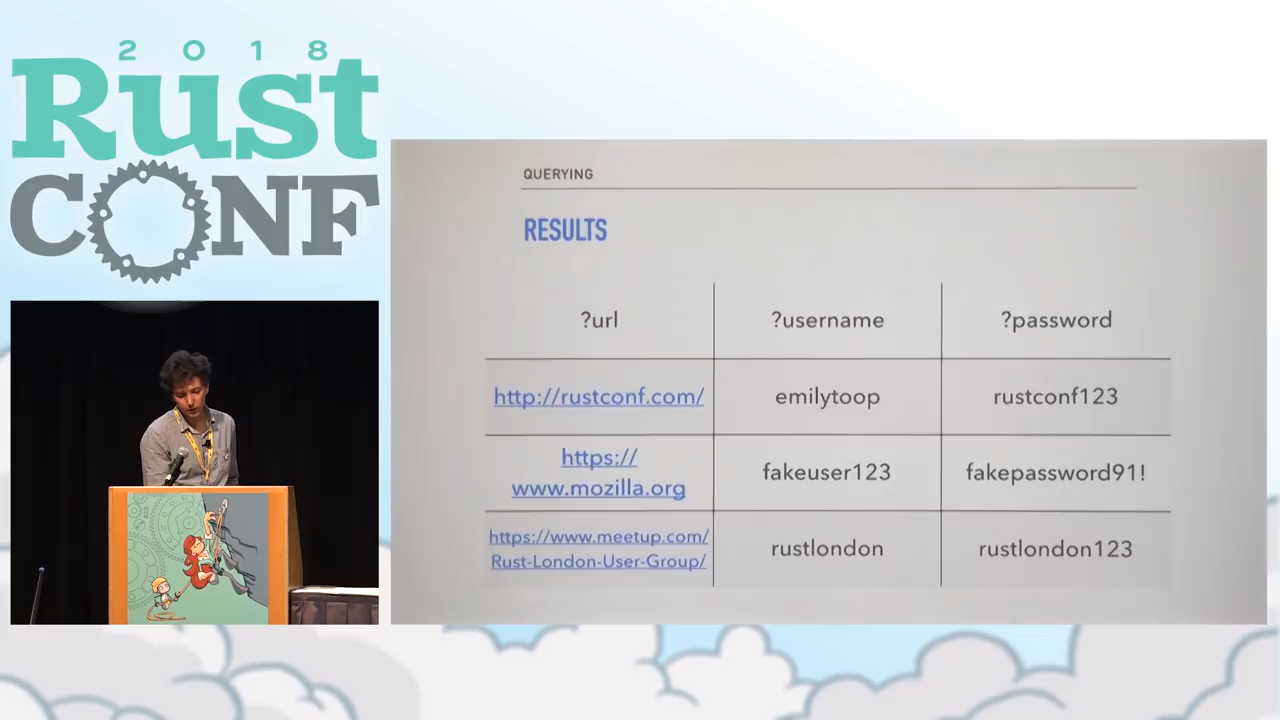 2018
Rust
CONF
QUERYING
RESULTS
?url ?username ?password
http://rustconf.com/ emilytoop rustconf123
https://
www.mozilla.org fakeuser123 fakepassword91!
https://www.meetup.com/
Rust-London-User-Group/ rustlondon rustlondon123